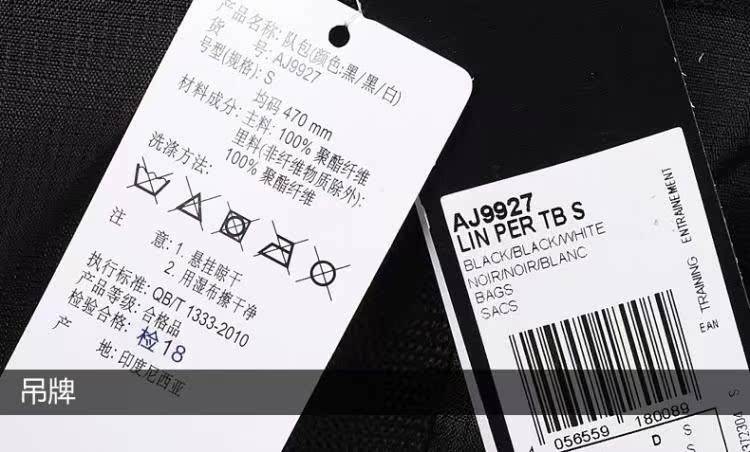 产品名称: 队包(颜色:黑/黑/白)
货 号: AJ9927
号型(规格): S
均码 470 mm
材料成分: 主料: 100% 聚酯纤维
里料(非纤维物质除外):
100% 聚酯纤维
洗涤方法:
注 意: 1. 悬挂晾干
2. 用湿布擦干净
执行标准: QB/T 1333-2010
产品等级: 合格品
检验合格: 检18
产 地: 印度尼西亚
吊牌
AJ9927
LIN PER TB S
BLACK/BLACK/WHITE
NOIR/NOIR/BLANC
BAGS
SACS
TRAINING ENTRAINEMENT
EAN
056559 180089
D S
S